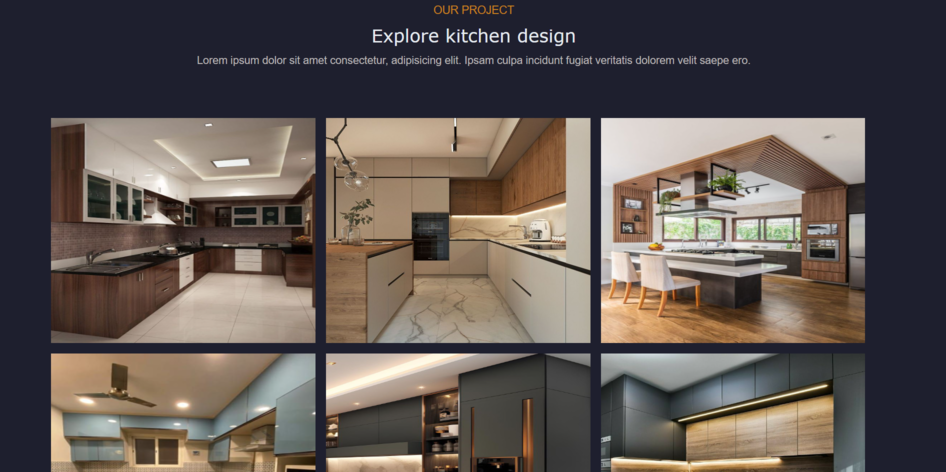 OUR PROJECT
Explore kitchen design
Lorem ipsum dolor sit amet consectetur, adipisicing elit. Ipsam culpa incidunt fugiat veritatis dolorem velit saepe ero.